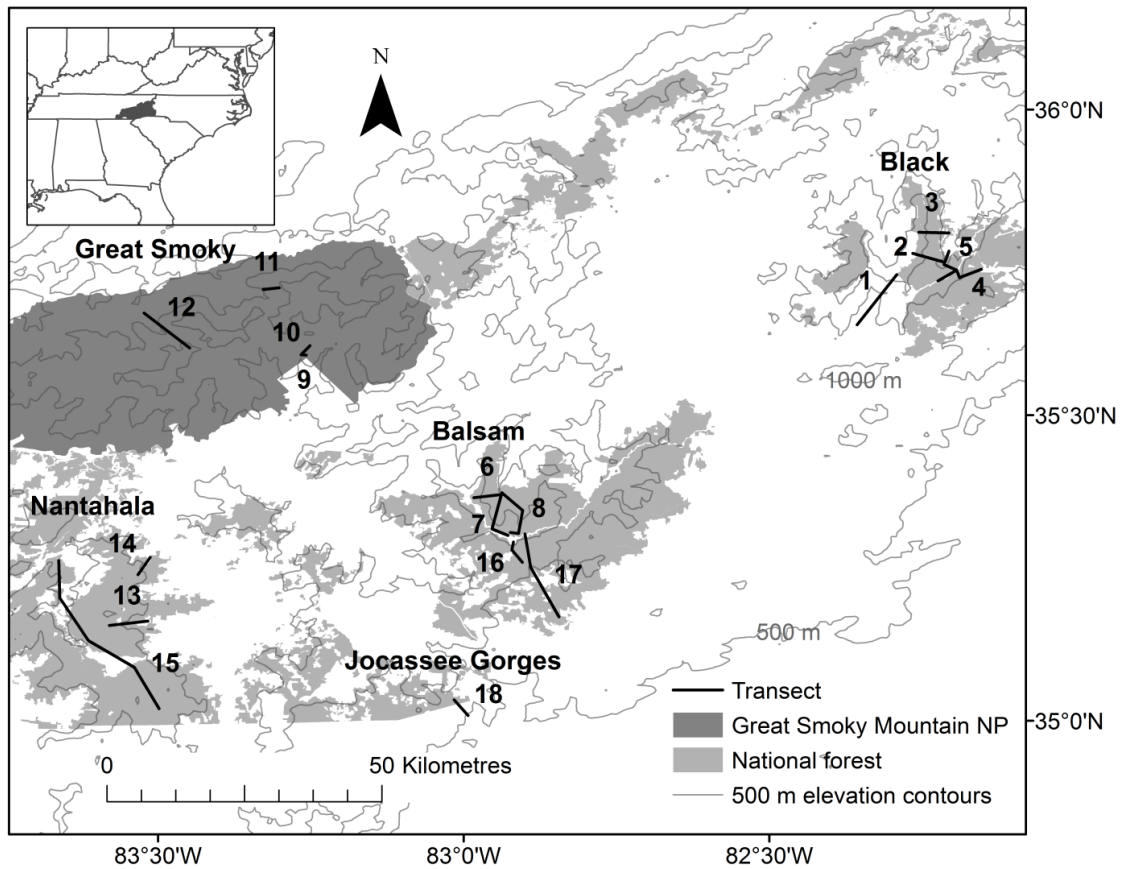 N
36°0'N
Black
3
2
5
1
4
1000 m
Great Smoky
11
12
10
9
35°30'N
Balsam
6
7
8
16
17
Nantahala
14
13
15
500 m
Jocassee Gorges
18
Transect
Great Smoky Mountain NP
National forest
500 m elevation contours
35°0'N
0
50 Kilometres
83°30'W
83°0'W
82°30'W